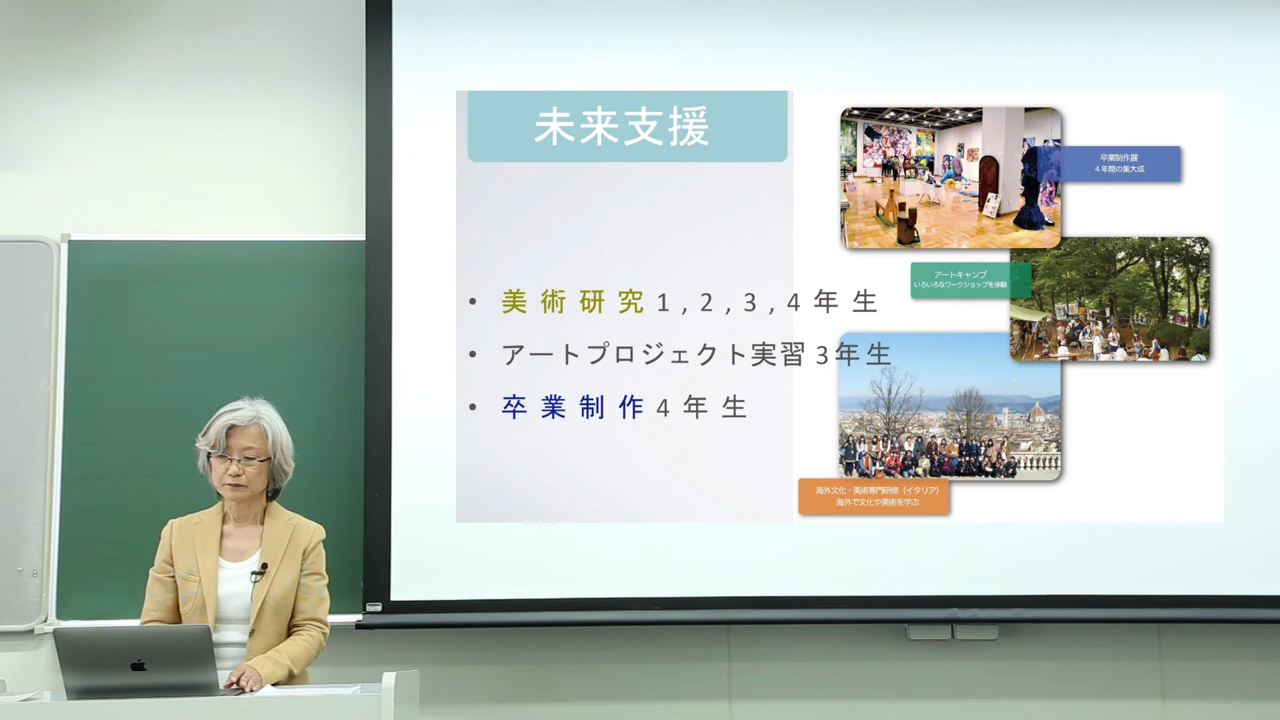 未来支援
• 美術研究1,2,3,4年生
• アートプロジェクト実習3年生
• 卒業制作4年生
卒業制作展
4年間の集大成
アートキャンプ
いろいろなワークショップを体験
海外文化・美術専門研修（イタリア）
海外で文化や美術を学ぶ